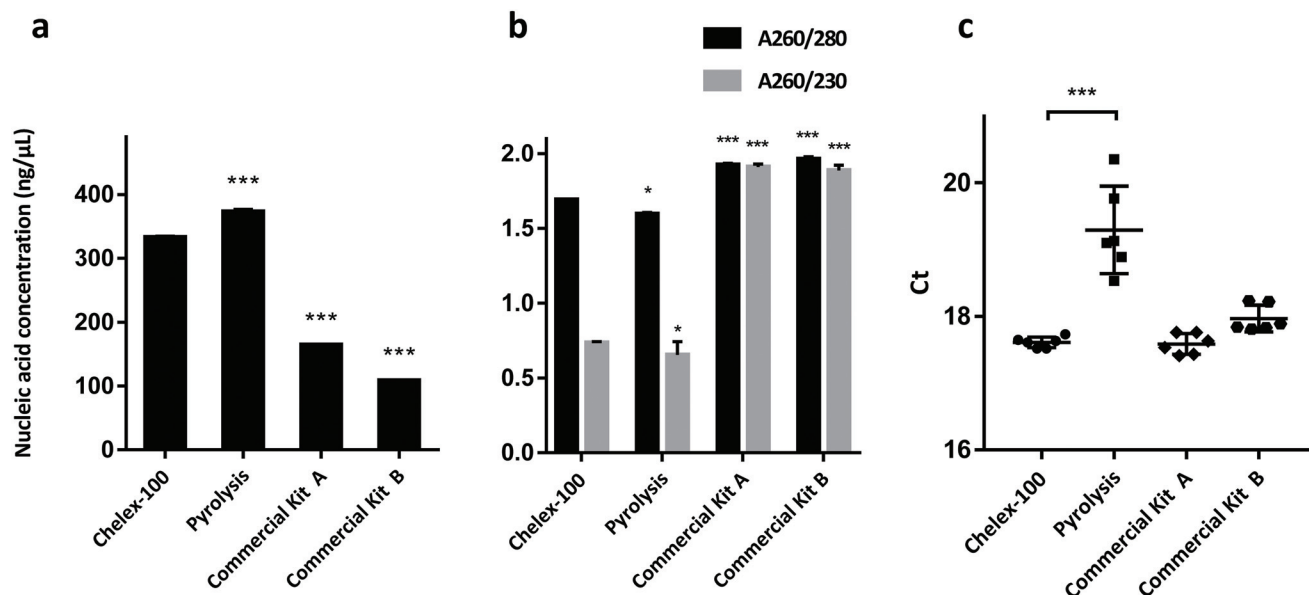 a
Nucleic acid concentration (ng/µL)
400
300
200
100
0
***
***
***
Chelex-100
Pyrolysis
Commercial Kit A
Commercial Kit B
b
A260/280
A260/230
2.0
1.5
1.0
0.5
0.0
*
*
***
***
***
***
Chelex-100
Pyrolysis
Commercial Kit A
Commercial Kit B
c
Ct
20
18
16
***
Chelex-100
Pyrolysis
Commercial Kit A
Commercial Kit B